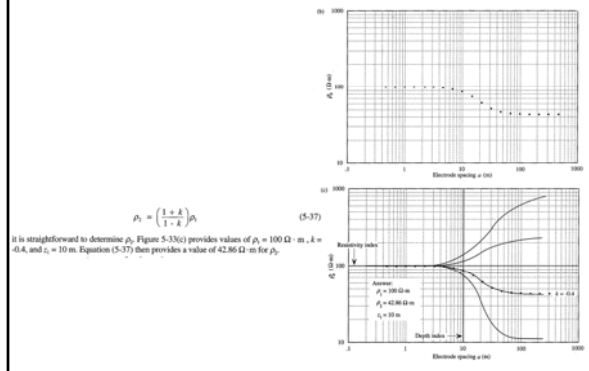 (b)
1000
100
10
ρₐ (Ω·m)
.1 1 10 100 1000
Electrode spacing a (m)
ρ₂ = ((1 + k) / (1 - k)) ρ₁ (5-37)
it is straightforward to determine ρ₂. Figure 5-33(c) provides values of ρ₁ = 100 Ω · m , k =
-0.4, and z₁ = 10 m. Equation (5-37) then provides a value of 42.86 Ω·m for ρ₂.
(c)
1000
Resistivity index
100
10
ρₐ (Ω·m)
Answer:
ρ₁ = 100 Ω·m
ρ₂ = 42.86 Ω·m
z₁ = 10 m
k = -0.4
Depth index
.1 1 10 100 1000
Electrode spacing a (m)